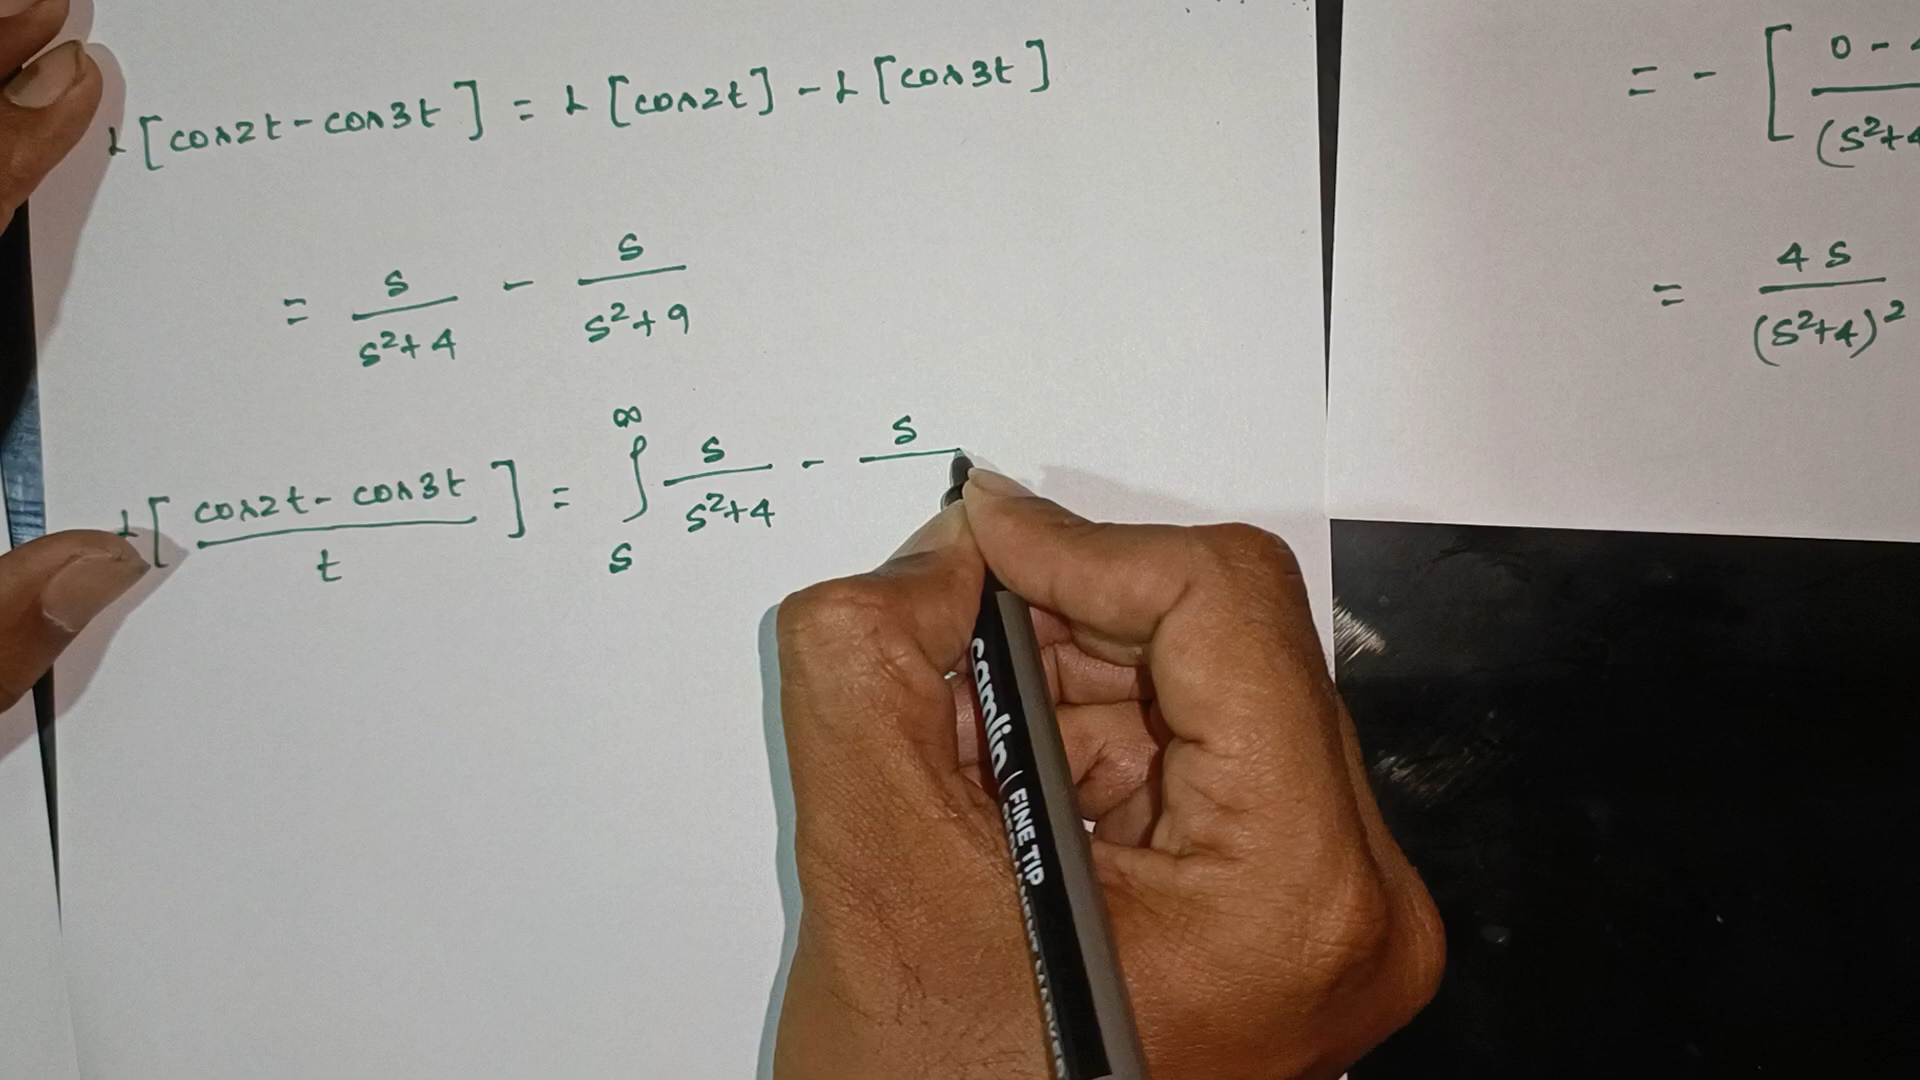 L[cos2t - cos3t] = L[cos2t] - L[cos3t]
= s/(s²+4) - s/(s²+9)
L[(cos2t - cos3t)/t] = ∫ₛ^∞ s/(s²+4) - s
= - [ 0 - 4
(s²+4
= 4s/(s²+4)²
camlin | FINE TIP